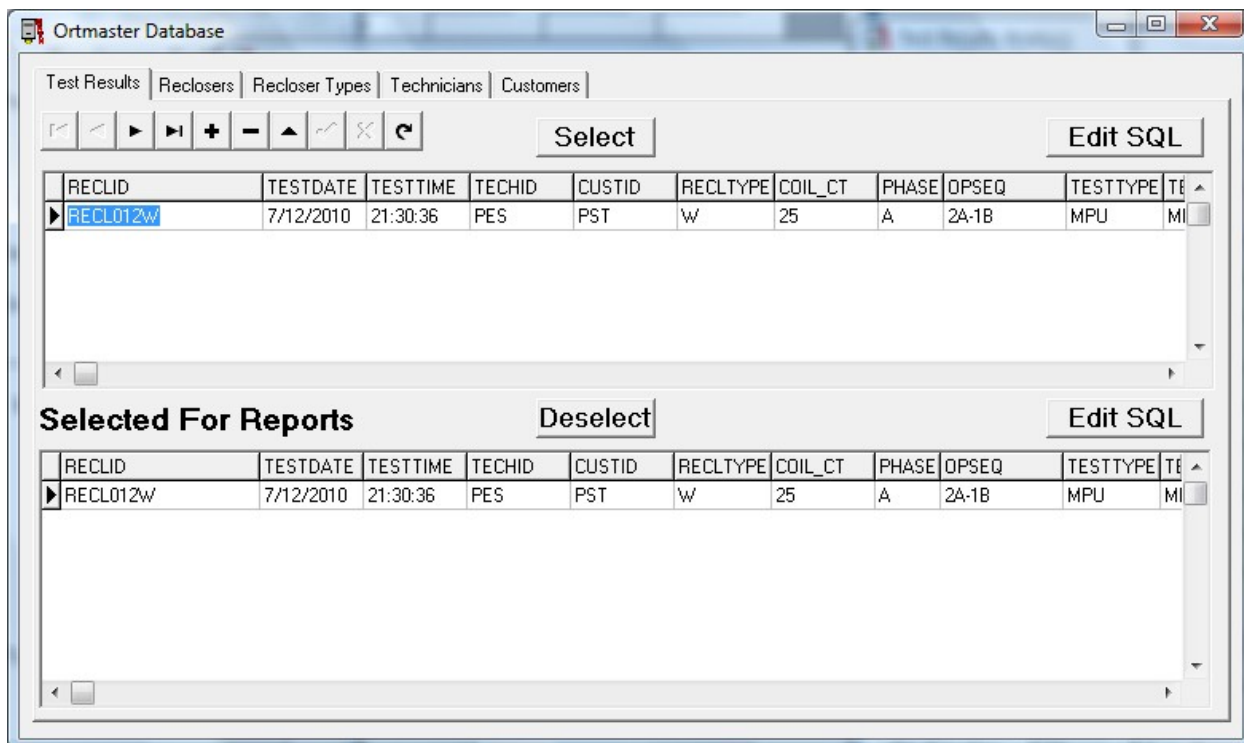 Ortmaster Database
Test Results Reclosers Recloser Types Technicians Customers
Select Edit SQL
RECLID TESTDATE TESTTIME TECHID CUSTID RECLTYPE COIL_CT PHASE OPSEQ TESTTYPE
RECL012W 7/12/2010 21:30:36 PES PST W 25 A 2A-1B MPU
Selected For Reports Deselect Edit SQL
RECLID TESTDATE TESTTIME TECHID CUSTID RECLTYPE COIL_CT PHASE OPSEQ TESTTYPE
RECL012W 7/12/2010 21:30:36 PES PST W 25 A 2A-1B MPU